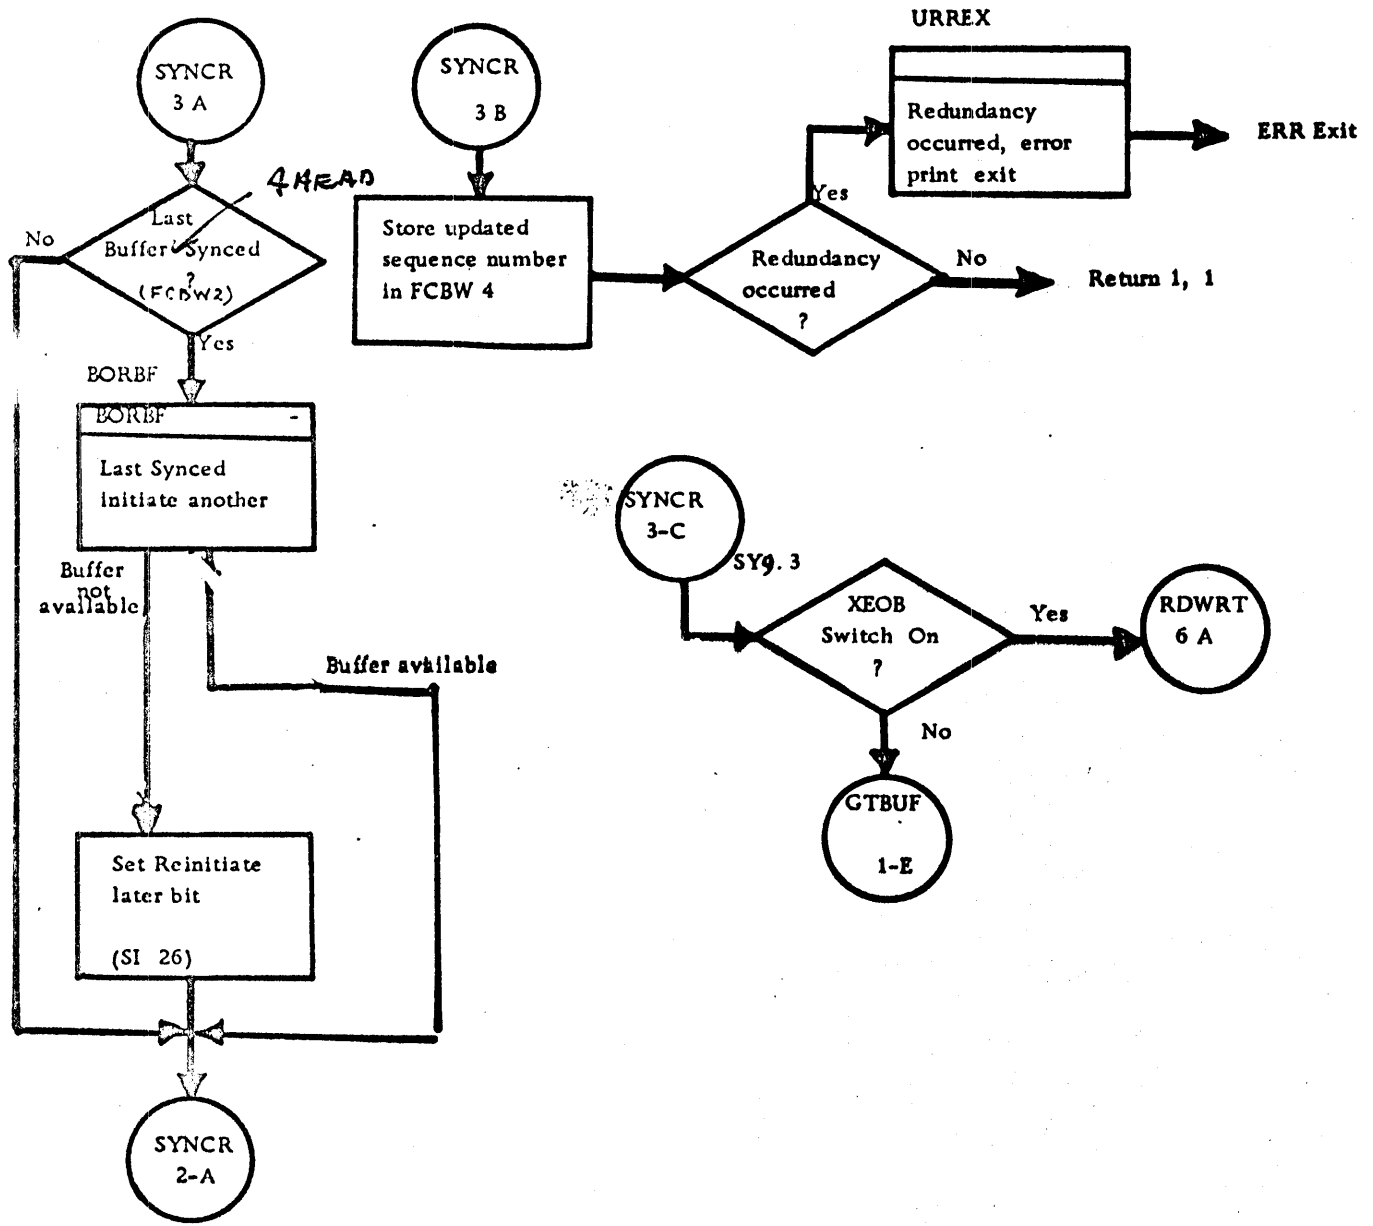 SYNCR
3 A
4 AHEAD
Last
Buffer Synced
?
(FCBW2)
No
Yes
BORBF
BORBF
Last Synced
initiate another
Buffer
not
available
Buffer available
Set Reinitiate
later bit
(SI 26)
SYNCR
2-A
SYNCR
3 B
Store updated
sequence number
in FCBW 4
Redundancy
occurred
?
Yes
No
Return 1, 1
URREX
Redundancy
occurred, error
print exit
ERR Exit
SYNCR
3-C
SY9.3
XEOB
Switch On
?
Yes
RDWRT
6 A
No
GTBUF
1-E